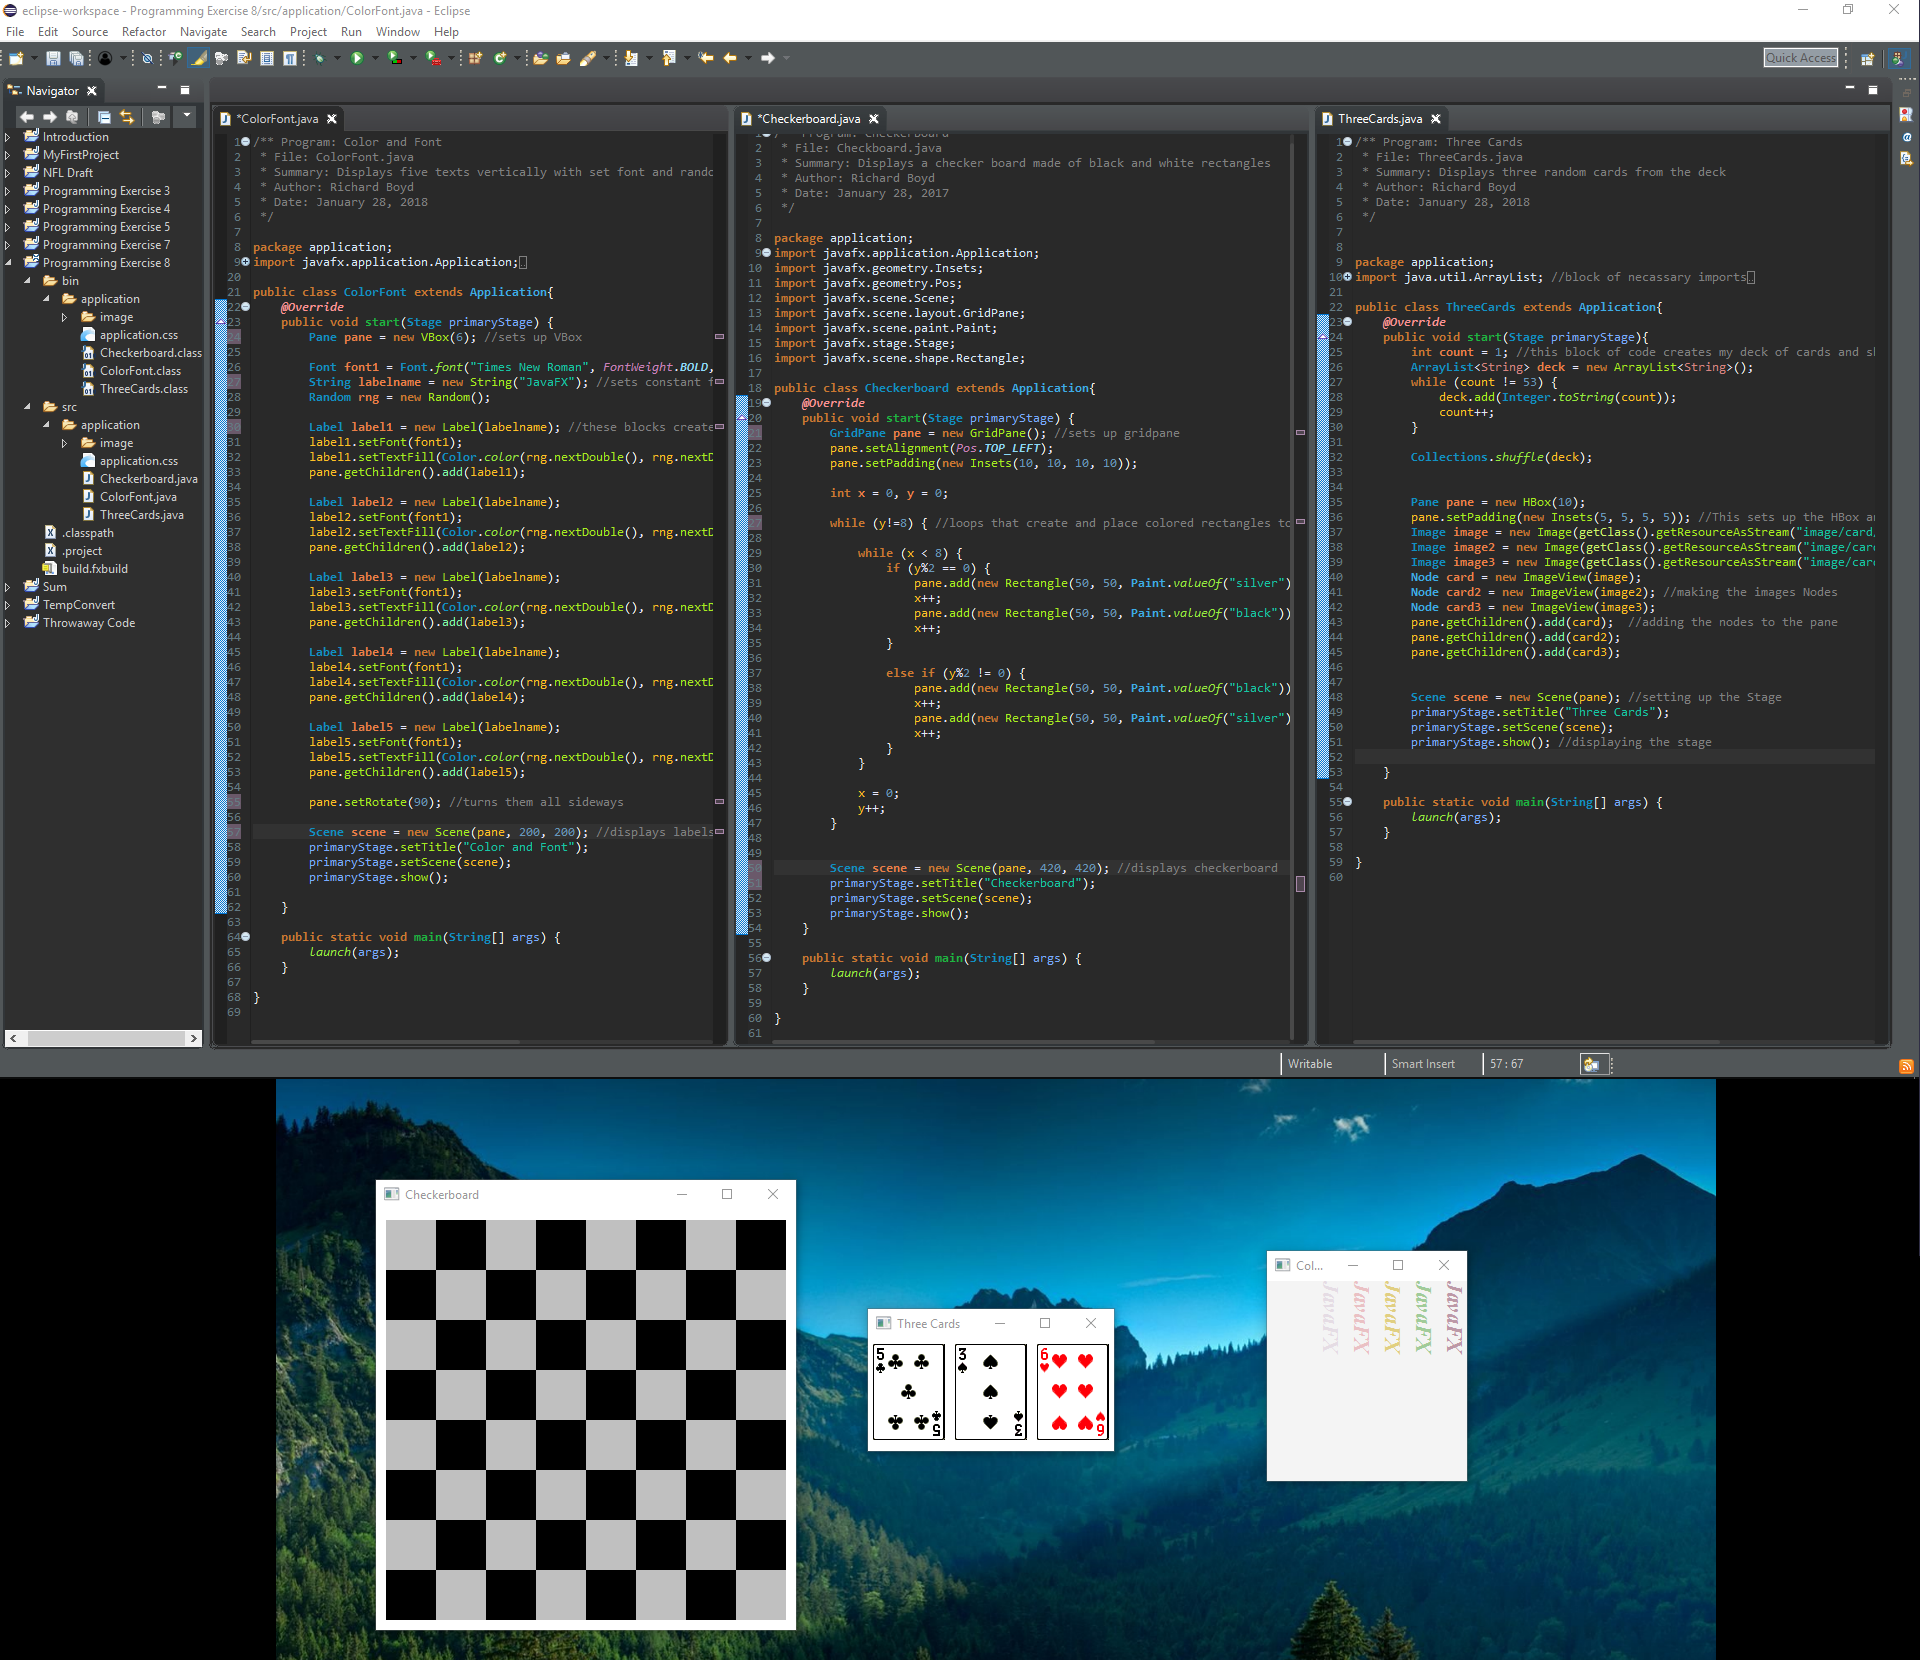 eclipse-workspace - Programming Exercise 8/src/application/ColorFont.java - Eclipse
File Edit Source Refactor Navigate Search Project Run Window Help
Quick Access
Navigator
Introduction
MyFirstProject
NFL Draft
Programming Exercise 3
Programming Exercise 4
Programming Exercise 5
Programming Exercise 7
Programming Exercise 8
bin
application
image
application.css
Checkerboard.class
ColorFont.class
ThreeCards.class
src
application
image
application.css
Checkerboard.java
ColorFont.java
ThreeCards.java
.classpath
.project
build.fxbuild
Sum
TempConvert
Throwaway Code
*ColorFont.java
1 /** Program: Color and Font
2 * File: ColorFont.java
3 * Summary: Displays five texts vertically with set font and rando
4 * Author: Richard Boyd
5 * Date: January 28, 2018
6 */
7
8 package application;
9 import javafx.application.Application;
20
21 public class ColorFont extends Application{
22 @Override
23 public void start(Stage primaryStage) {
24 Pane pane = new VBox(6); //sets up VBox
25
26 Font font1 = Font.font("Times New Roman", FontWeight.BOLD,
27 String labelname = new String("JavaFX"); //sets constant f
28 Random rng = new Random();
29
30 Label label1 = new Label(labelname); //these blocks create
31 label1.setFont(font1);
32 label1.setTextFill(Color.color(rng.nextDouble(), rng.nextD
33 pane.getChildren().add(label1);
34
35 Label label2 = new Label(labelname);
36 label2.setFont(font1);
37 label2.setTextFill(Color.color(rng.nextDouble(), rng.nextD
38 pane.getChildren().add(label2);
39
40 Label label3 = new Label(labelname);
41 label3.setFont(font1);
42 label3.setTextFill(Color.color(rng.nextDouble(), rng.nextD
43 pane.getChildren().add(label3);
44
45 Label label4 = new Label(labelname);
46 label4.setFont(font1);
47 label4.setTextFill(Color.color(rng.nextDouble(), rng.nextD
48 pane.getChildren().add(label4);
49
50 Label label5 = new Label(labelname);
51 label5.setFont(font1);
52 label5.setTextFill(Color.color(rng.nextDouble(), rng.nextD
53 pane.getChildren().add(label5);
54
55 pane.setRotate(90); //turns them all sideways
56
57 Scene scene = new Scene(pane, 200, 200); //displays labels
58 primaryStage.setTitle("Color and Font");
59 primaryStage.setScene(scene);
60 primaryStage.show();
61
62 }
63
64 public static void main(String[] args) {
65 launch(args);
66 }
67
68 }
69
*Checkerboard.java
1 /** Program: Checkerboard
2 * File: Checkboard.java
3 * Summary: Displays a checker board made of black and white rectangles
4 * Author: Richard Boyd
5 * Date: January 28, 2017
6 */
7
8 package application;
9 import javafx.application.Application;
10 import javafx.geometry.Insets;
11 import javafx.geometry.Pos;
12 import javafx.scene.Scene;
13 import javafx.scene.layout.GridPane;
14 import javafx.scene.paint.Paint;
15 import javafx.stage.Stage;
16 import javafx.scene.shape.Rectangle;
17
18 public class Checkerboard extends Application{
19 @Override
20 public void start(Stage primaryStage) {
21 GridPane pane = new GridPane(); //sets up gridpane
22 pane.setAlignment(Pos.TOP_LEFT);
23 pane.setPadding(new Insets(10, 10, 10, 10));
24
25 int x = 0, y = 0;
26
27 while (y!=8) { //loops that create and place colored rectangles to
28
29 while (x < 8) {
30 if (y%2 == 0) {
31 pane.add(new Rectangle(50, 50, Paint.valueOf("silver")
32 x++;
33 pane.add(new Rectangle(50, 50, Paint.valueOf("black"))
34 x++;
35 }
36
37 else if (y%2 != 0) {
38 pane.add(new Rectangle(50, 50, Paint.valueOf("black"))
39 x++;
40 pane.add(new Rectangle(50, 50, Paint.valueOf("silver")
41 x++;
42 }
43 }
44
45 x = 0;
46 y++;
47 }
48
49
50 Scene scene = new Scene(pane, 420, 420); //displays checkerboard
51 primaryStage.setTitle("Checkerboard");
52 primaryStage.setScene(scene);
53 primaryStage.show();
54 }
55
56 public static void main(String[] args) {
57 launch(args);
58 }
59
60 }
61
ThreeCards.java
1 /** Program: Three Cards
2 * File: ThreeCards.java
3 * Summary: Displays three random cards from the deck
4 * Author: Richard Boyd
5 * Date: January 28, 2018
6 */
7
8
9 package application;
10 import java.util.ArrayList; //block of necassary imports
21
22 public class ThreeCards extends Application{
23 @Override
24 public void start(Stage primaryStage){
25 int count = 1; //this block of code creates my deck of cards and sh
26 ArrayList<String> deck = new ArrayList<String>();
27 while (count != 53) {
28 deck.add(Integer.toString(count));
29 count++;
30 }
31
32 Collections.shuffle(deck);
33
34
35 Pane pane = new HBox(10);
36 pane.setPadding(new Insets(5, 5, 5, 5)); //This sets up the HBox an
37 Image image = new Image(getClass().getResourceAsStream("image/card/
38 Image image2 = new Image(getClass().getResourceAsStream("image/car
39 Image image3 = new Image(getClass().getResourceAsStream("image/car
40 Node card = new ImageView(image);
41 Node card2 = new ImageView(image2); //making the images Nodes
42 Node card3 = new ImageView(image3);
43 pane.getChildren().add(card); //adding the nodes to the pane
44 pane.getChildren().add(card2);
45 pane.getChildren().add(card3);
46
47
48 Scene scene = new Scene(pane); //setting up the Stage
49 primaryStage.setTitle("Three Cards");
50 primaryStage.setScene(scene);
51 primaryStage.show(); //displaying the stage
52
53 }
54
55 public static void main(String[] args) {
56 launch(args);
57 }
58
59 }
60
Writable Smart Insert 57 : 67
Checkerboard
Three Cards
5 3 6
5 3 6
Col...
JavaFX
JavaFX
JavaFX
JavaFX
JavaFX